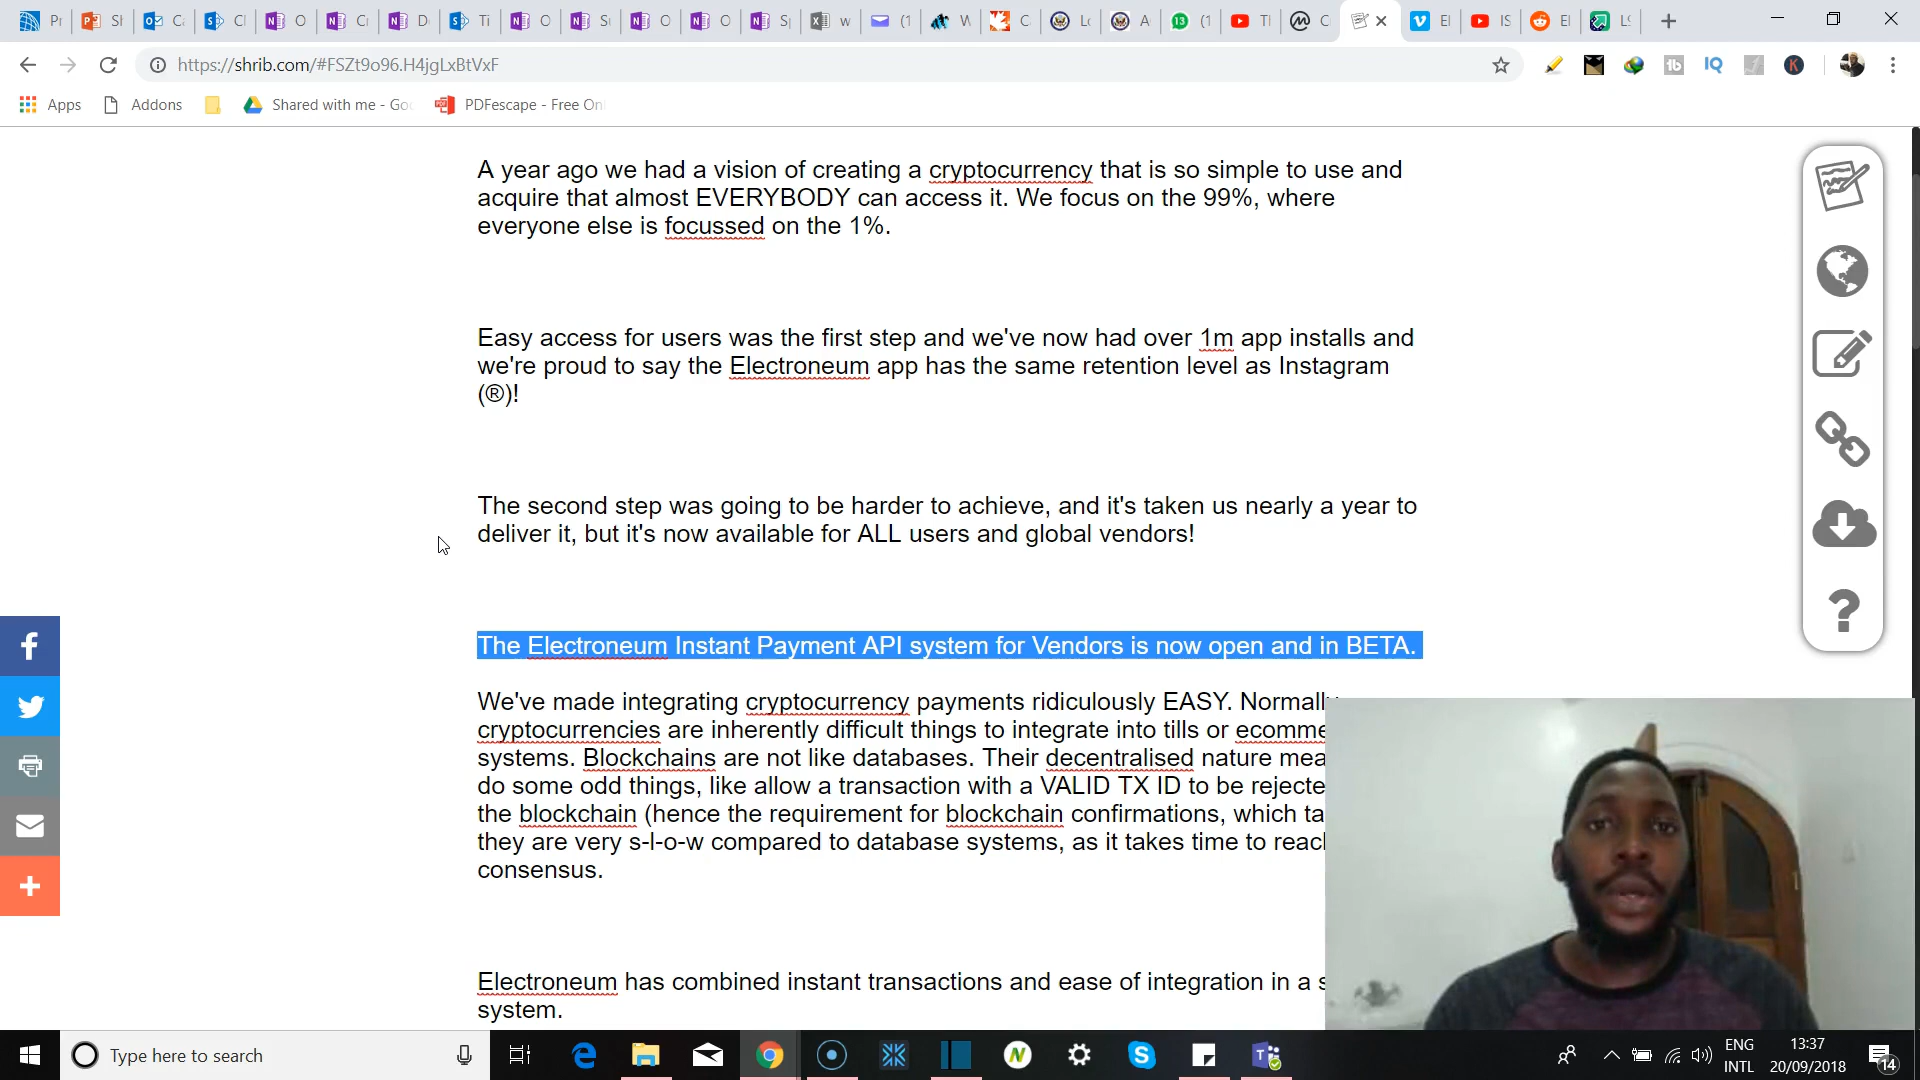 https://shrib.com/#FSZt9o96.H4jgLxBtVxF
Apps
Addons
Shared with me - Goo
PDFescape - Free Onl
A year ago we had a vision of creating a cryptocurrency that is so simple to use and
acquire that almost EVERYBODY can access it. We focus on the 99%, where
everyone else is focussed on the 1%.
Easy access for users was the first step and we've now had over 1m app installs and
we're proud to say the Electroneum app has the same retention level as Instagram
(®)!
The second step was going to be harder to achieve, and it's taken us nearly a year to
deliver it, but it's now available for ALL users and global vendors!
The Electroneum Instant Payment API system for Vendors is now open and in BETA.
We've made integrating cryptocurrency payments ridiculously EASY. Normally
cryptocurrencies are inherently difficult things to integrate into tills or ecomme
systems. Blockchains are not like databases. Their decentralised nature mea
do some odd things, like allow a transaction with a VALID TX ID to be rejecte
the blockchain (hence the requirement for blockchain confirmations, which ta
they are very s-l-o-w compared to database systems, as it takes time to reach
consensus.
Electroneum has combined instant transactions and ease of integration in a s
system.
Type here to search
ENG
INTL
13:37
20/09/2018
14